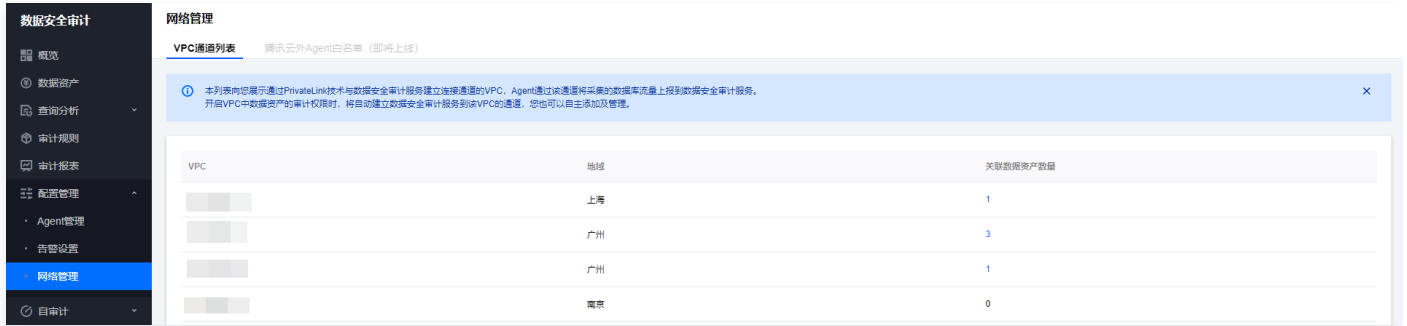 数据安全审计
概览
数据资产
查询分析
审计规则
审计报表
配置管理
Agent管理
告警设置
网络管理
自审计
网络管理
VPC通道列表 腾讯云外Agent白名单（即将上线）
本列表向您展示通过PrivateLink技术与数据安全审计服务建立连接通道的VPC，Agent通过该通道将采集的数据库流量上报到数据安全审计服务。
开启VPC中数据资产的审计权限时，将自动建立数据安全审计服务到该VPC的通道，您也可以自主添加及管理。
VPC 地域 关联数据资产数量
上海 1
广州 3
广州 1
南京 0